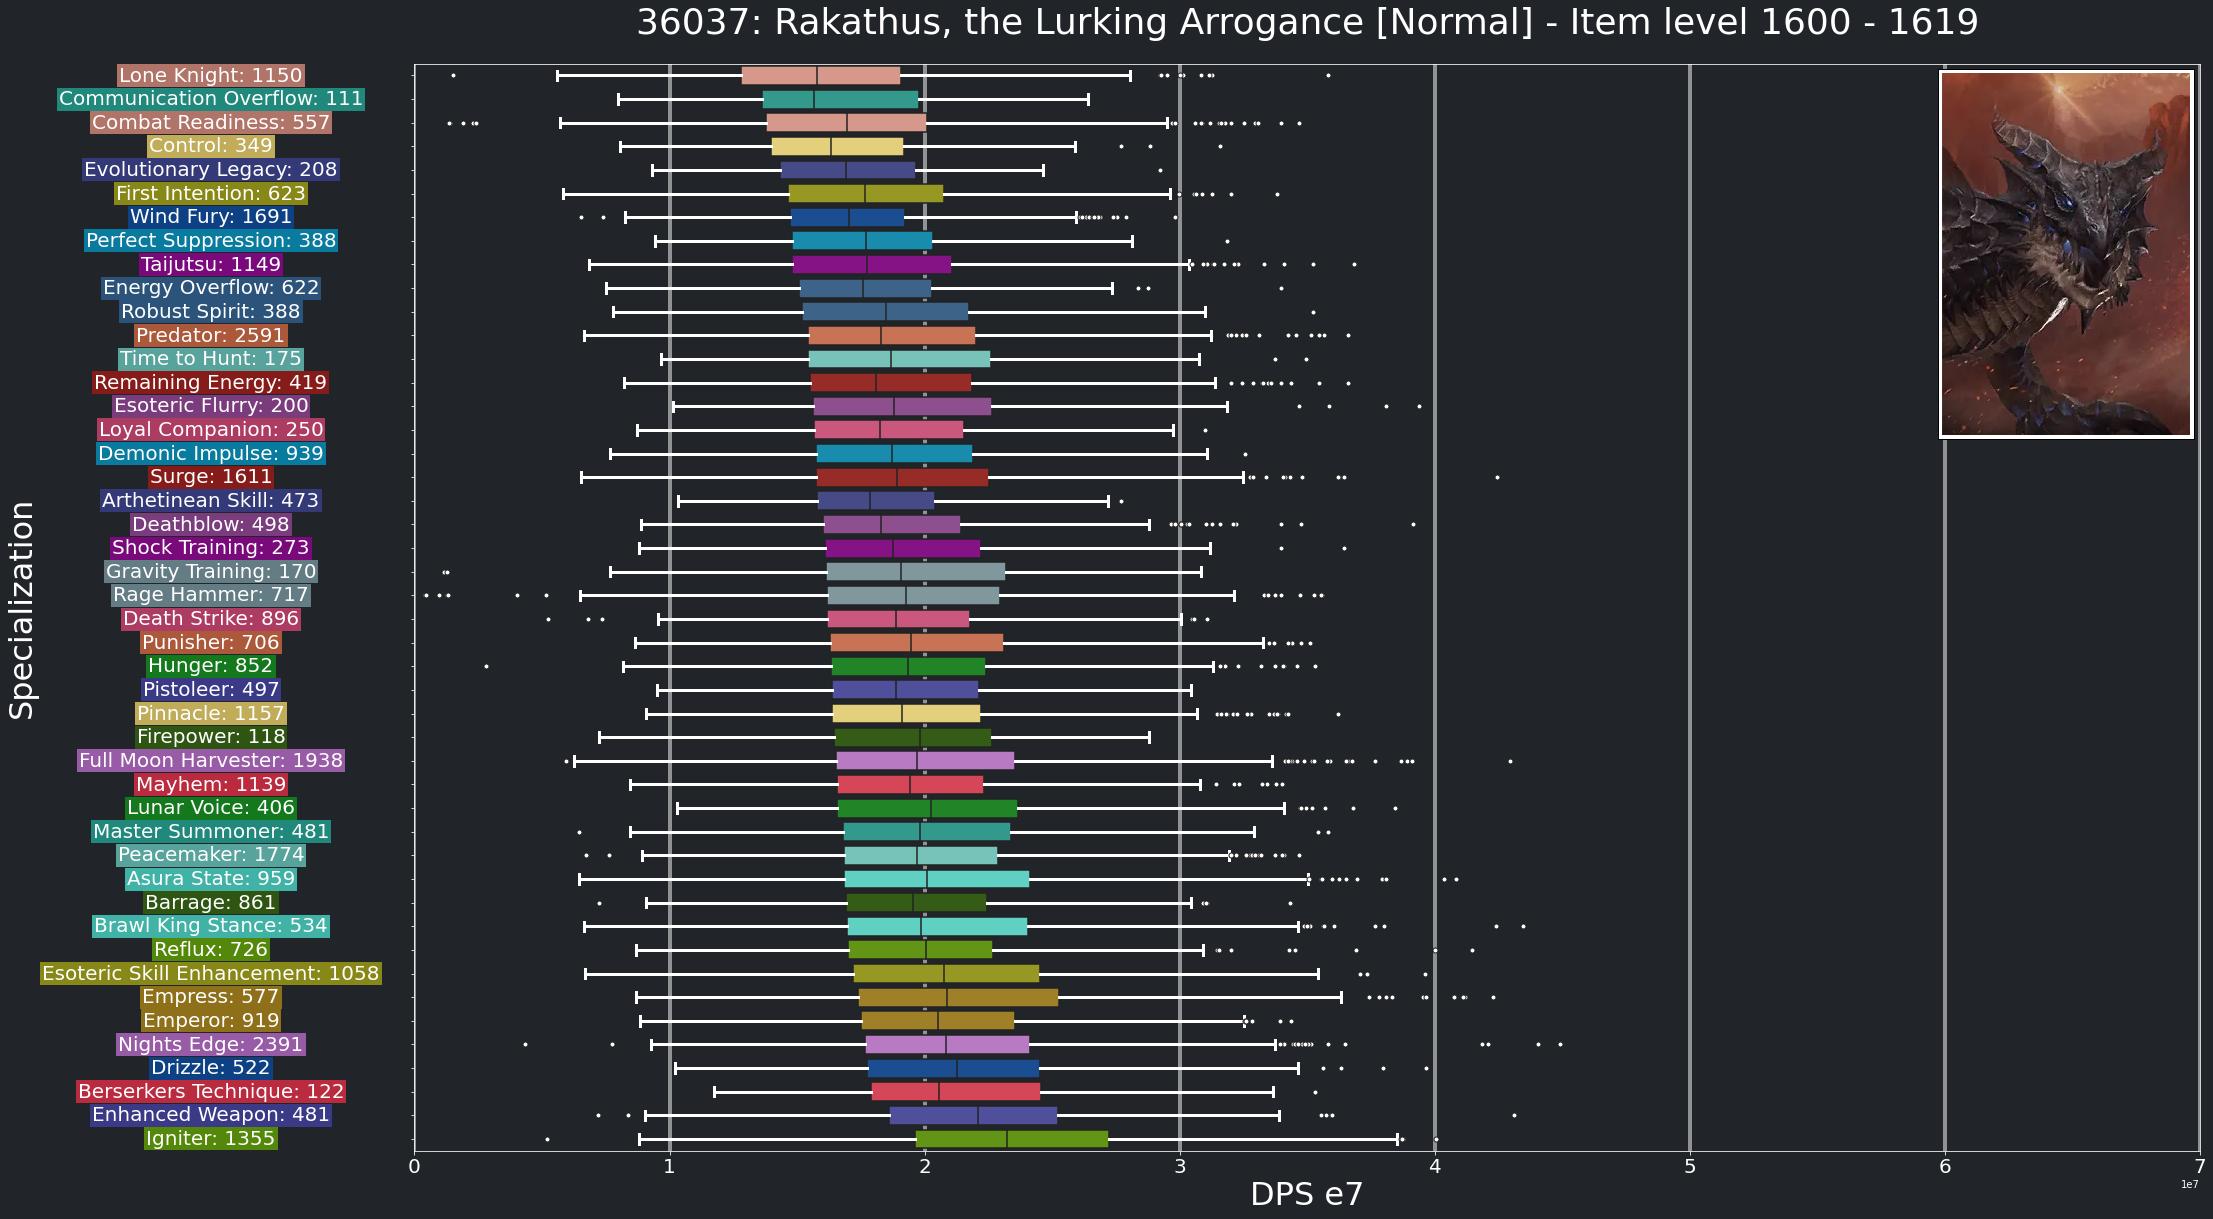 36037: Rakathus, the Lurking Arrogance [Normal] - Item level 1600 - 1619
Specialization
Lone Knight: 1150
Communication Overflow: 111
Combat Readiness: 557
Control: 349
Evolutionary Legacy: 208
First Intention: 623
Wind Fury: 1691
Perfect Suppression: 388
Taijutsu: 1149
Energy Overflow: 622
Robust Spirit: 388
Predator: 2591
Time to Hunt: 175
Remaining Energy: 419
Esoteric Flurry: 200
Loyal Companion: 250
Demonic Impulse: 939
Surge: 1611
Arthetinean Skill: 473
Deathblow: 498
Shock Training: 273
Gravity Training: 170
Rage Hammer: 717
Death Strike: 896
Punisher: 706
Hunger: 852
Pistoleer: 497
Pinnacle: 1157
Firepower: 118
Full Moon Harvester: 1938
Mayhem: 1139
Lunar Voice: 406
Master Summoner: 481
Peacemaker: 1774
Asura State: 959
Barrage: 861
Brawl King Stance: 534
Reflux: 726
Esoteric Skill Enhancement: 1058
Empress: 577
Emperor: 919
Nights Edge: 2391
Drizzle: 522
Berserkers Technique: 122
Enhanced Weapon: 481
Igniter: 1355
0 1 2 3 4 5 6 7
1e7
DPS e7